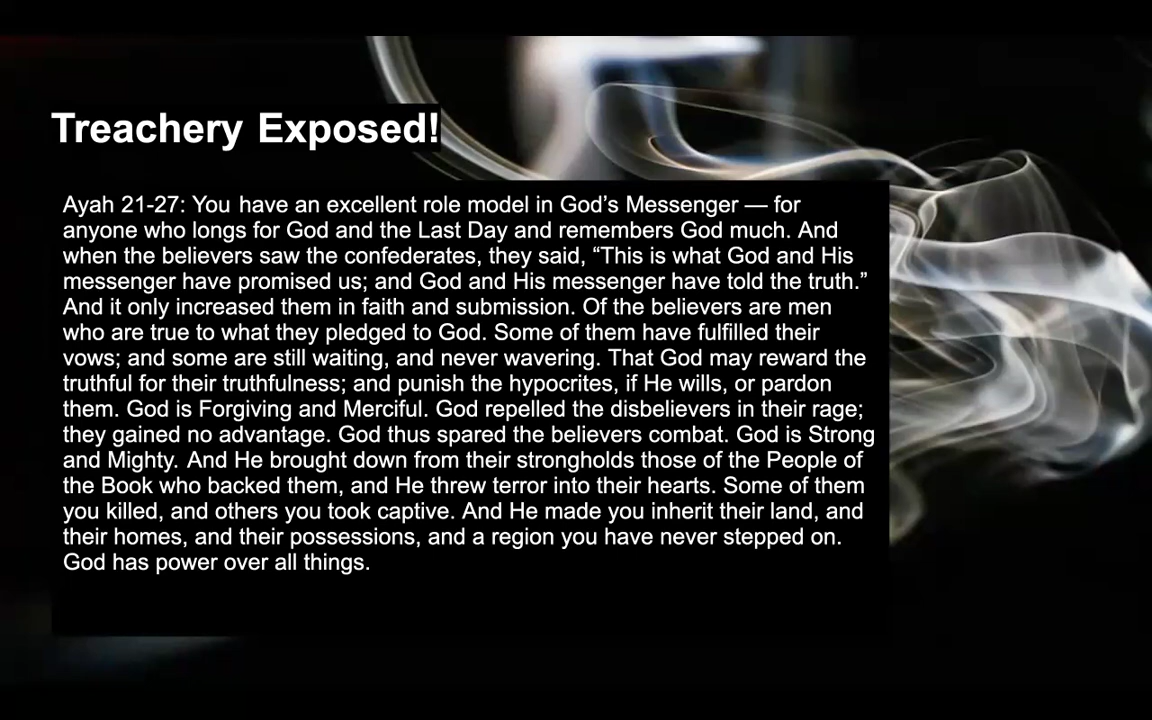 Treachery Exposed!
Ayah 21-27: You have an excellent role model in God’s Messenger — for
anyone who longs for God and the Last Day and remembers God much. And
when the believers saw the confederates, they said, “This is what God and His
messenger have promised us; and God and His messenger have told the truth.”
And it only increased them in faith and submission. Of the believers are men
who are true to what they pledged to God. Some of them have fulfilled their
vows; and some are still waiting, and never wavering. That God may reward the
truthful for their truthfulness; and punish the hypocrites, if He wills, or pardon
them. God is Forgiving and Merciful. God repelled the disbelievers in their rage;
they gained no advantage. God thus spared the believers combat. God is Strong
and Mighty. And He brought down from their strongholds those of the People of
the Book who backed them, and He threw terror into their hearts. Some of them
you killed, and others you took captive. And He made you inherit their land, and
their homes, and their possessions, and a region you have never stepped on.
God has power over all things.